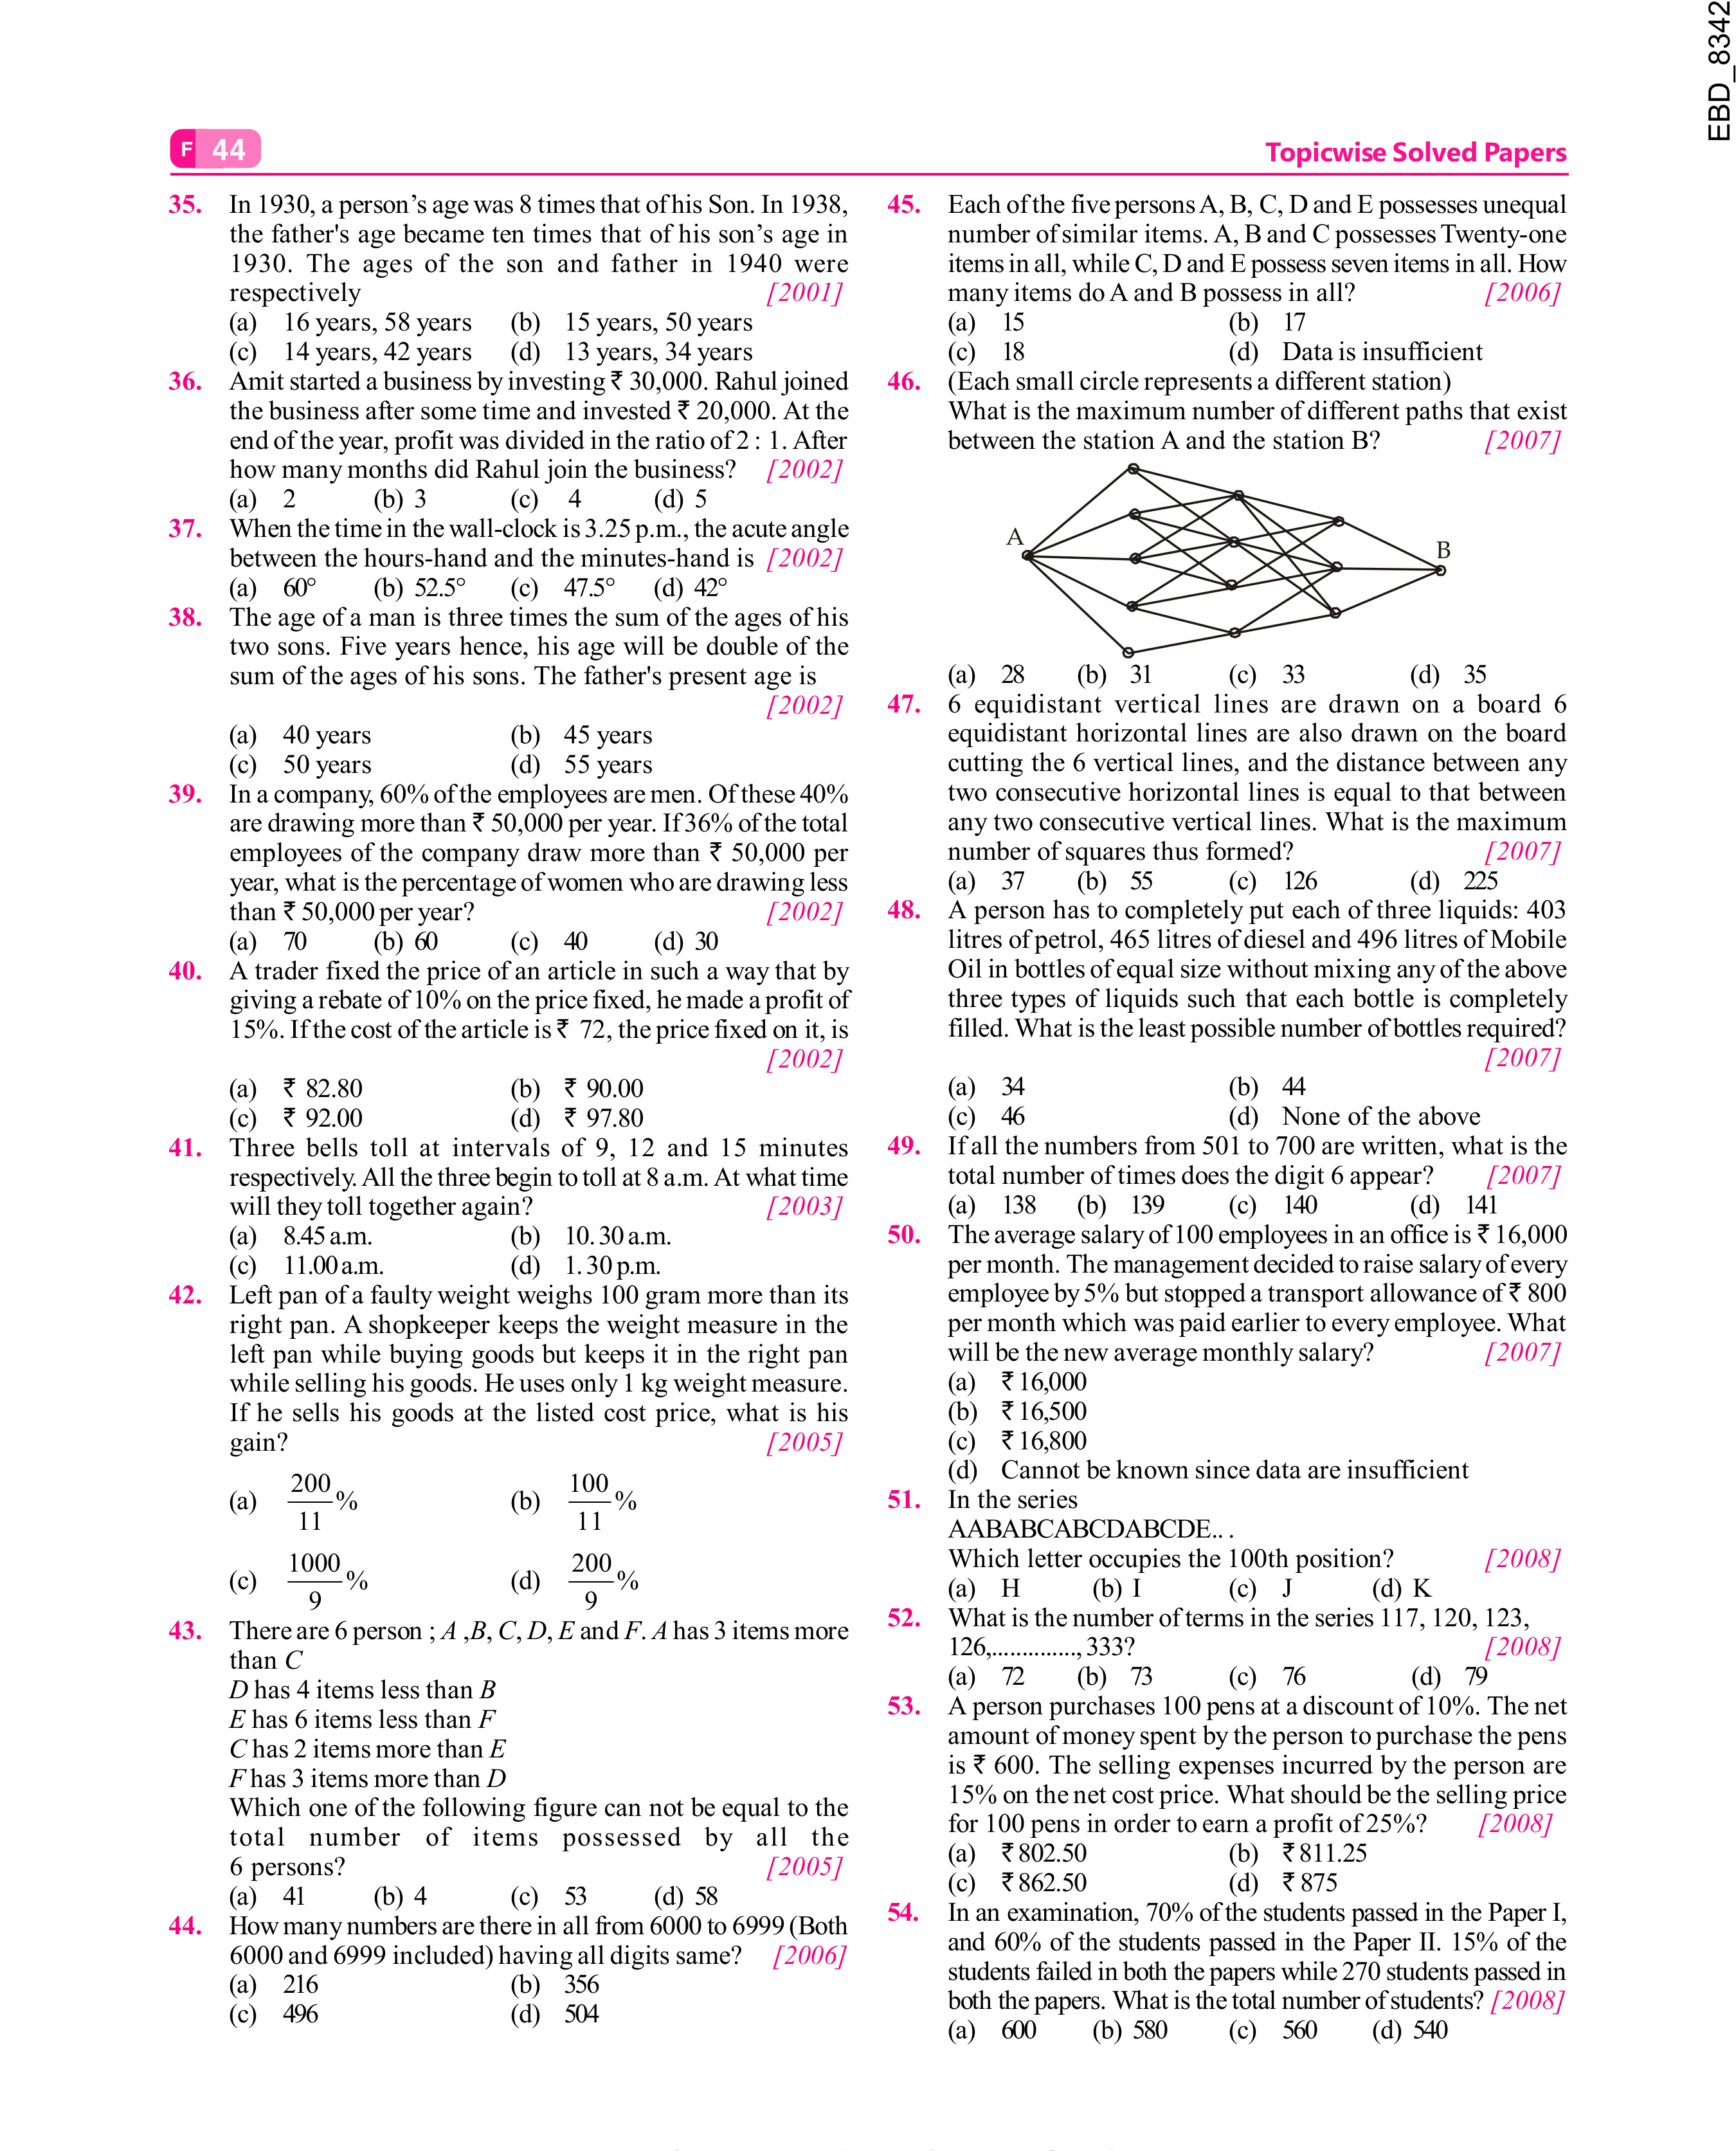 EBD_8342
F 44
Topicwise Solved Papers
35. In 1930, a person’s age was 8 times that of his Son. In 1938,
the father's age became ten times that of his son’s age in
1930. The ages of the son and father in 1940 were
respectively [2001]
(a) 16 years, 58 years (b) 15 years, 50 years
(c) 14 years, 42 years (d) 13 years, 34 years
36. Amit started a business by investing ₹ 30,000. Rahul joined
the business after some time and invested ₹ 20,000. At the
end of the year, profit was divided in the ratio of 2 : 1. After
how many months did Rahul join the business? [2002]
(a) 2 (b) 3 (c) 4 (d) 5
37. When the time in the wall-clock is 3.25 p.m., the acute angle
between the hours-hand and the minutes-hand is [2002]
(a) 60° (b) 52.5° (c) 47.5° (d) 42°
38. The age of a man is three times the sum of the ages of his
two sons. Five years hence, his age will be double of the
sum of the ages of his sons. The father's present age is
[2002]
(a) 40 years (b) 45 years
(c) 50 years (d) 55 years
39. In a company, 60% of the employees are men. Of these 40%
are drawing more than ₹ 50,000 per year. If 36% of the total
employees of the company draw more than ₹ 50,000 per
year, what is the percentage of women who are drawing less
than ₹ 50,000 per year? [2002]
(a) 70 (b) 60 (c) 40 (d) 30
40. A trader fixed the price of an article in such a way that by
giving a rebate of 10% on the price fixed, he made a profit of
15%. If the cost of the article is ₹ 72, the price fixed on it, is
[2002]
(a) ₹ 82.80 (b) ₹ 90.00
(c) ₹ 92.00 (d) ₹ 97.80
41. Three bells toll at intervals of 9, 12 and 15 minutes
respectively. All the three begin to toll at 8 a.m. At what time
will they toll together again? [2003]
(a) 8.45 a.m. (b) 10. 30 a.m.
(c) 11.00 a.m. (d) 1. 30 p.m.
42. Left pan of a faulty weight weighs 100 gram more than its
right pan. A shopkeeper keeps the weight measure in the
left pan while buying goods but keeps it in the right pan
while selling his goods. He uses only 1 kg weight measure.
If he sells his goods at the listed cost price, what is his
gain? [2005]
(a) 200/11 % (b) 100/11 %
(c) 1000/9 % (d) 200/9 %
43. There are 6 person ; A ,B, C, D, E and F. A has 3 items more
than C
D has 4 items less than B
E has 6 items less than F
C has 2 items more than E
F has 3 items more than D
Which one of the following figure can not be equal to the
total number of items possessed by all the
6 persons? [2005]
(a) 41 (b) 4 (c) 53 (d) 58
44. How many numbers are there in all from 6000 to 6999 (Both
6000 and 6999 included) having all digits same? [2006]
(a) 216 (b) 356
(c) 496 (d) 504
45. Each of the five persons A, B, C, D and E possesses unequal
number of similar items. A, B and C possesses Twenty-one
items in all, while C, D and E possess seven items in all. How
many items do A and B possess in all? [2006]
(a) 15 (b) 17
(c) 18 (d) Data is insufficient
46. (Each small circle represents a different station)
What is the maximum number of different paths that exist
between the station A and the station B? [2007]
A
B
(a) 28 (b) 31 (c) 33 (d) 35
47. 6 equidistant vertical lines are drawn on a board 6
equidistant horizontal lines are also drawn on the board
cutting the 6 vertical lines, and the distance between any
two consecutive horizontal lines is equal to that between
any two consecutive vertical lines. What is the maximum
number of squares thus formed? [2007]
(a) 37 (b) 55 (c) 126 (d) 225
48. A person has to completely put each of three liquids: 403
litres of petrol, 465 litres of diesel and 496 litres of Mobile
Oil in bottles of equal size without mixing any of the above
three types of liquids such that each bottle is completely
filled. What is the least possible number of bottles required?
[2007]
(a) 34 (b) 44
(c) 46 (d) None of the above
49. If all the numbers from 501 to 700 are written, what is the
total number of times does the digit 6 appear? [2007]
(a) 138 (b) 139 (c) 140 (d) 141
50. The average salary of 100 employees in an office is ₹ 16,000
per month. The management decided to raise salary of every
employee by 5% but stopped a transport allowance of ₹ 800
per month which was paid earlier to every employee. What
will be the new average monthly salary? [2007]
(a) ₹ 16,000
(b) ₹ 16,500
(c) ₹ 16,800
(d) Cannot be known since data are insufficient
51. In the series
AABABCABCDABCDE.. .
Which letter occupies the 100th position? [2008]
(a) H (b) I (c) J (d) K
52. What is the number of terms in the series 117, 120, 123,
126,.............., 333? [2008]
(a) 72 (b) 73 (c) 76 (d) 79
53. A person purchases 100 pens at a discount of 10%. The net
amount of money spent by the person to purchase the pens
is ₹ 600. The selling expenses incurred by the person are
15% on the net cost price. What should be the selling price
for 100 pens in order to earn a profit of 25%? [2008]
(a) ₹ 802.50 (b) ₹ 811.25
(c) ₹ 862.50 (d) ₹ 875
54. In an examination, 70% of the students passed in the Paper I,
and 60% of the students passed in the Paper II. 15% of the
students failed in both the papers while 270 students passed in
both the papers. What is the total number of students? [2008]
(a) 600 (b) 580 (c) 560 (d) 540